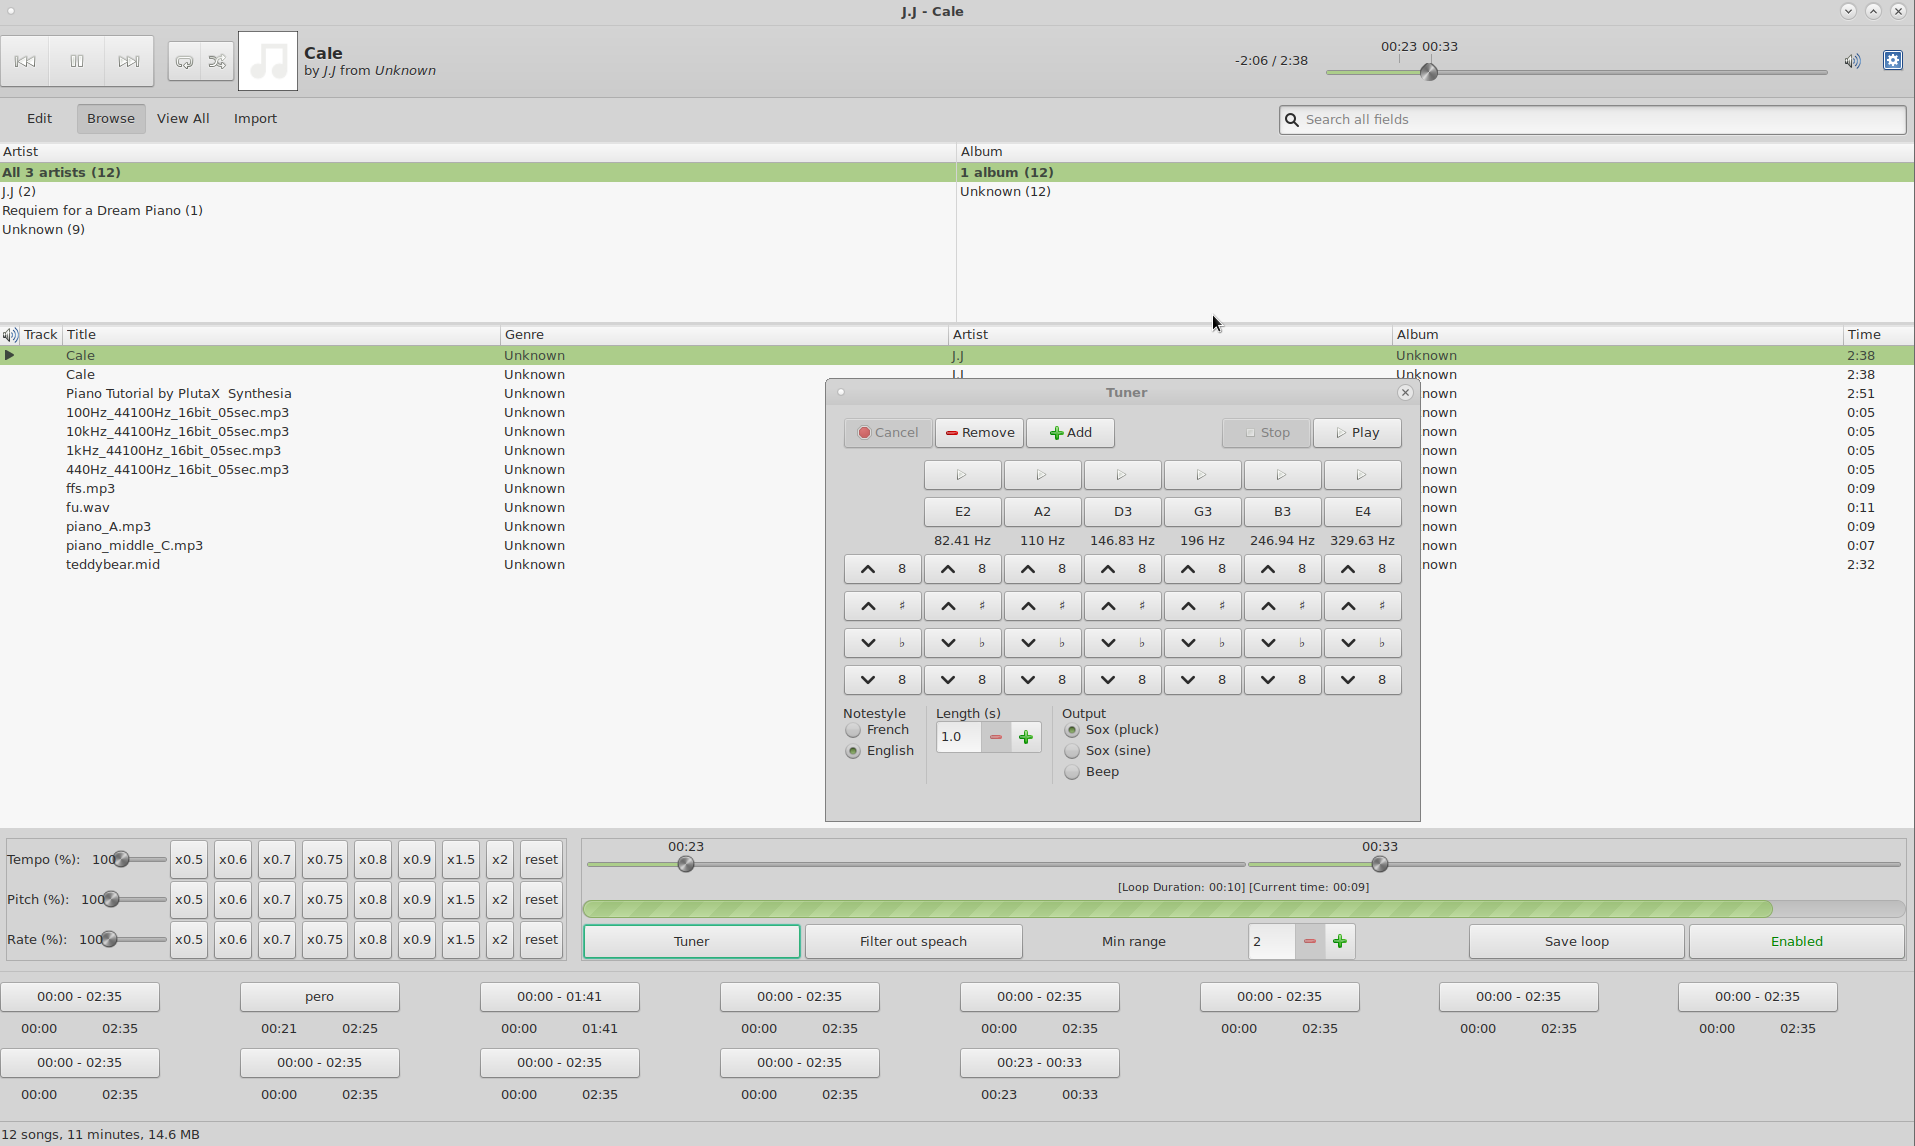 J.J - Cale
Cale
by J.J from Unknown
-2:06 / 2:38
00:23 00:33
Edit Browse View All Import
Search all fields
Artist Album
All 3 artists (12) 1 album (12)
J.J (2) Unknown (12)
Requiem for a Dream Piano (1)
Unknown (9)
Track Title Genre Artist Album Time
Cale Unknown J.J Unknown 2:38
Cale Unknown J.J Unknown 2:38
Piano Tutorial by PlutaX Synthesia Unknown nown 2:51
100Hz_44100Hz_16bit_05sec.mp3 Unknown nown 0:05
10kHz_44100Hz_16bit_05sec.mp3 Unknown nown 0:05
1kHz_44100Hz_16bit_05sec.mp3 Unknown nown 0:05
440Hz_44100Hz_16bit_05sec.mp3 Unknown nown 0:05
ffs.mp3 Unknown nown 0:09
fu.wav Unknown nown 0:11
piano_A.mp3 Unknown nown 0:09
piano_middle_C.mp3 Unknown nown 0:07
teddybear.mid Unknown nown 2:32
Tuner
Cancel Remove Add Stop Play
E2 A2 D3 G3 B3 E4
82.41 Hz 110 Hz 146.83 Hz 196 Hz 246.94 Hz 329.63 Hz
8 8 8 8 8 8 8
♯ ♯ ♯ ♯ ♯ ♯ ♯
♭ ♭ ♭ ♭ ♭ ♭ ♭
8 8 8 8 8 8 8
Notestyle Length (s) Output
French 1.0 Sox (pluck)
English Sox (sine)
Beep
Tempo (%): 100 x0.5 x0.6 x0.7 x0.75 x0.8 x0.9 x1.5 x2 reset
Pitch (%): 100 x0.5 x0.6 x0.7 x0.75 x0.8 x0.9 x1.5 x2 reset
Rate (%): 100 x0.5 x0.6 x0.7 x0.75 x0.8 x0.9 x1.5 x2 reset
00:23 00:33
[Loop Duration: 00:10] [Current time: 00:09]
Tuner Filter out speach Min range 2 Save loop Enabled
00:00 - 02:35 pero 00:00 - 01:41 00:00 - 02:35 00:00 - 02:35 00:00 - 02:35 00:00 - 02:35 00:00 - 02:35
00:00 02:35 00:21 02:25 00:00 01:41 00:00 02:35 00:00 02:35 00:00 02:35 00:00 02:35 00:00 02:35
00:00 - 02:35 00:00 - 02:35 00:00 - 02:35 00:00 - 02:35 00:23 - 00:33
00:00 02:35 00:00 02:35 00:00 02:35 00:00 02:35 00:23 00:33
12 songs, 11 minutes, 14.6 MB